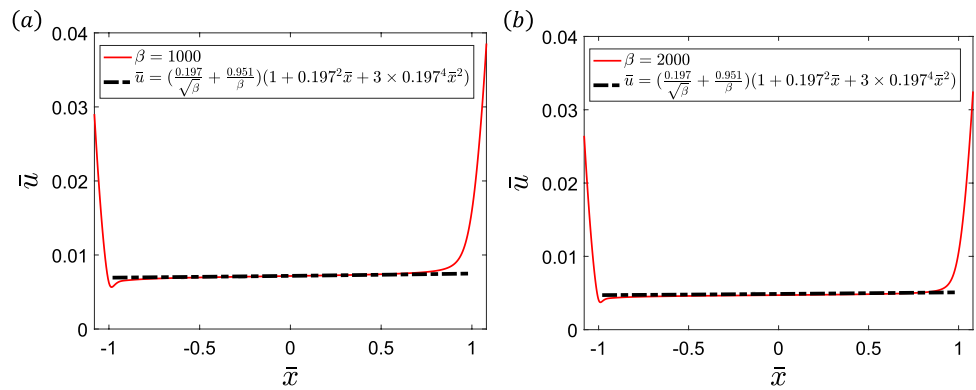 (a)
0.04
β = 1000
ū = (0.197/√β + 0.951/β)(1 + 0.197²x̄ + 3 × 0.197⁴x̄²)
0.03
ū
0.02
0.01
0
-1 -0.5 0 0.5 1
x̄
(b)
0.04
β = 2000
ū = (0.197/√β + 0.951/β)(1 + 0.197²x̄ + 3 × 0.197⁴x̄²)
0.03
ū
0.02
0.01
0
-1 -0.5 0 0.5 1
x̄